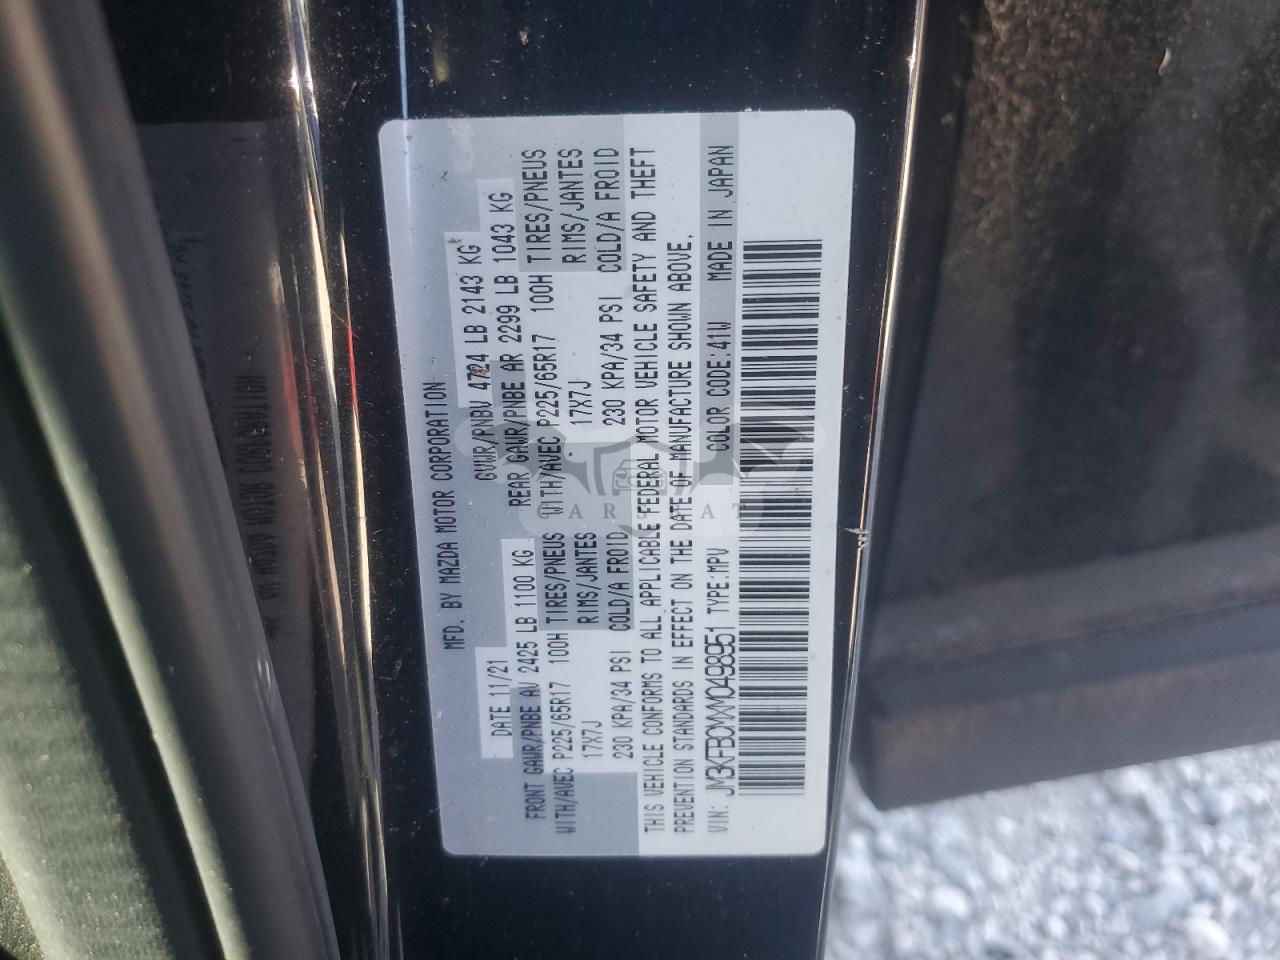 MFD. BY MAZDA MOTOR CORPORATION
DATE 11/21 GVWR/PNBV 4724 LB 2143 KG
FRONT GAWR/PNBE AV 2425 LB 1100 KG REAR GAWR/PNBE AR 2299 LB 1043 KG
WITH/AVEC P225/65R17 100H TIRES/PNEUS WITH/AVEC P225/65R17 100H TIRES/PNEUS
17X7J RIMS/JANTES 17X7J RIMS/JANTES
230 KPA/34 PSI COLD/A FROID 230 KPA/34 PSI COLD/A FROID
THIS VEHICLE CONFORMS TO ALL APPLICABLE FEDERAL MOTOR VEHICLE SAFETY AND THEFT
PREVENTION STANDARDS IN EFFECT ON THE DATE OF MANUFACTURE SHOWN ABOVE.
VIN: JM3KFBCMXM0498951 TYPE:MPV COLOR CODE:41W MADE IN JAPAN